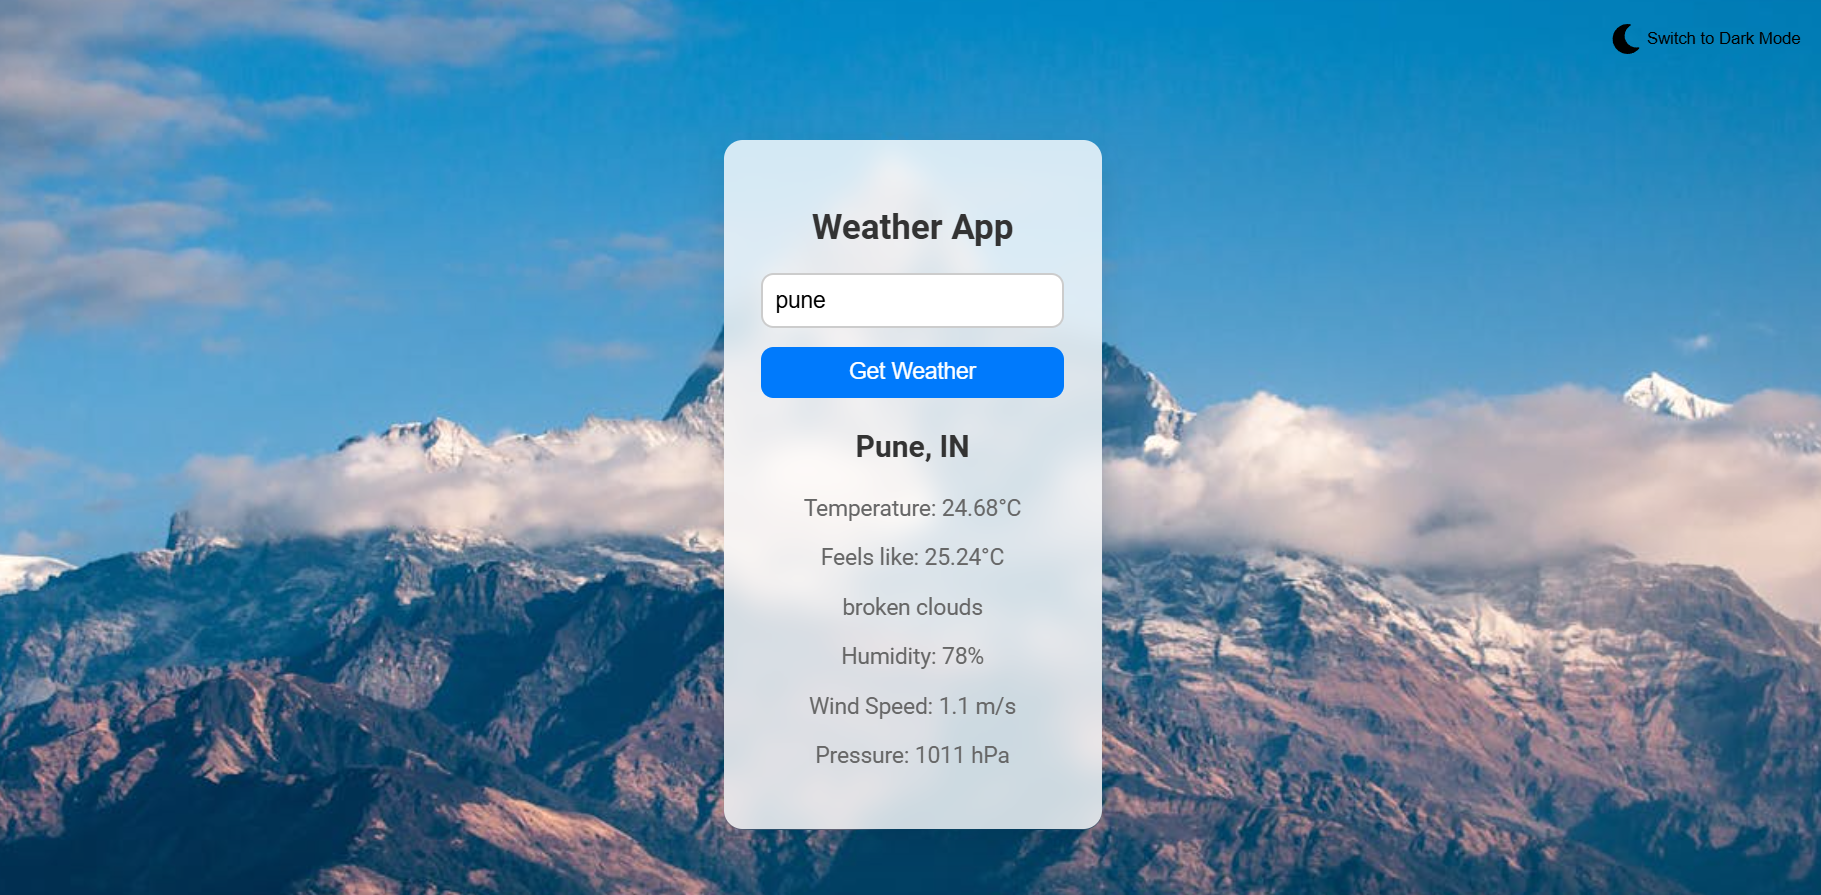 Switch to Dark Mode
Weather App
pune
Get Weather
Pune, IN
Temperature: 24.68°C
Feels like: 25.24°C
broken clouds
Humidity: 78%
Wind Speed: 1.1 m/s
Pressure: 1011 hPa